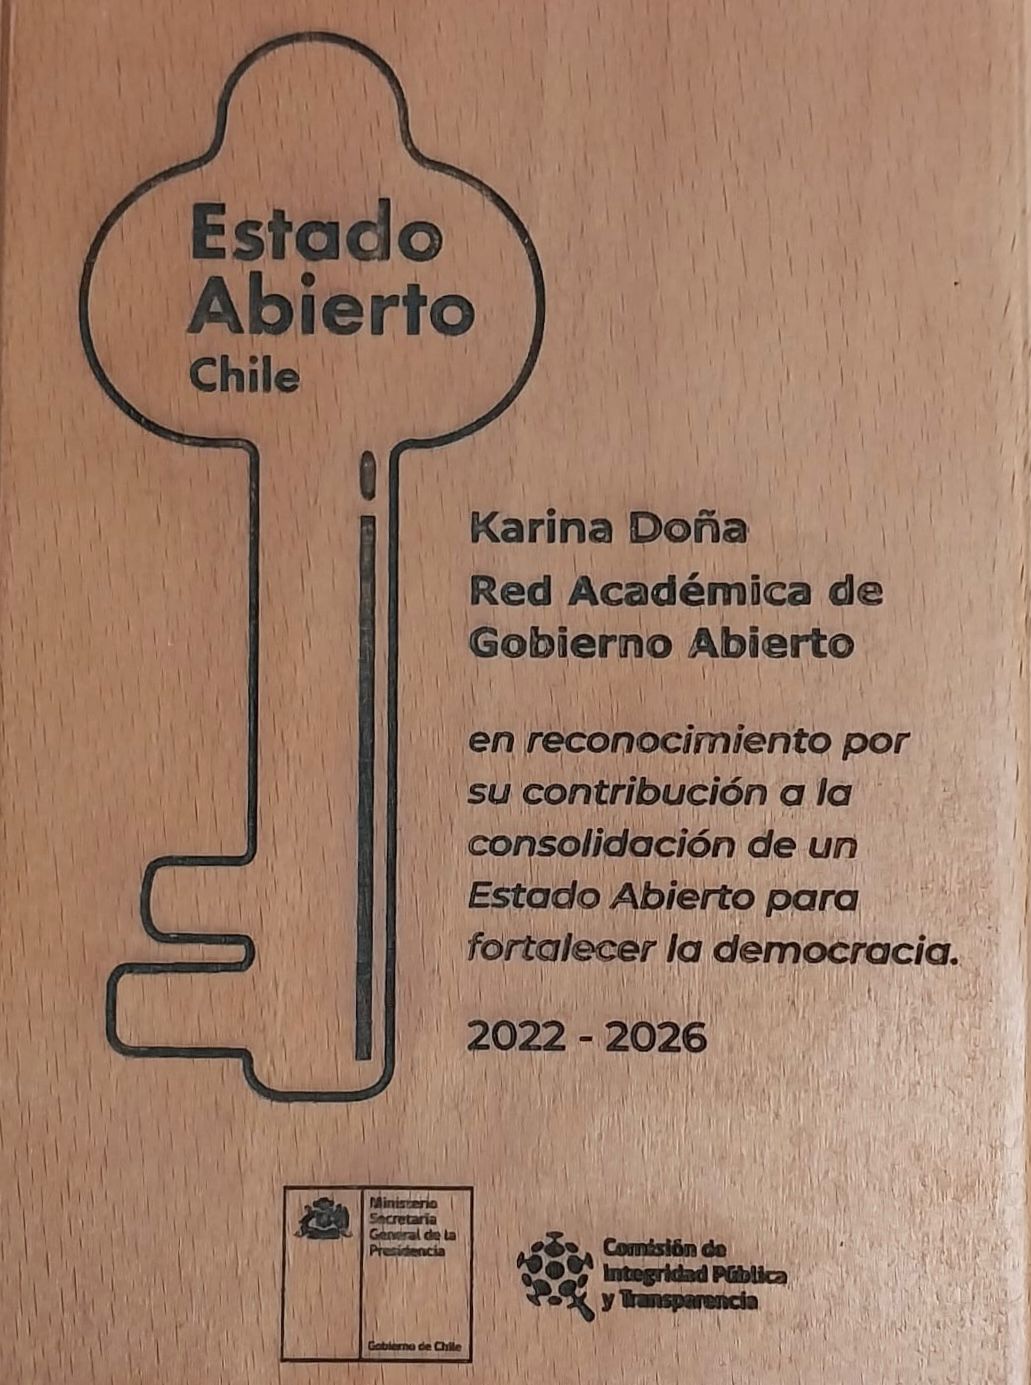 Estado
Abierto
Chile
Karina Doña
Red Académica de
Gobierno Abierto
en reconocimiento por
su contribución a la
consolidación de un
Estado Abierto para
fortalecer la democracia.
2022 - 2026
Ministerio
Secretaría
General de la
Presidencia
Gobierno de Chile
Comisión de
Integridad Pública
y Transparencia